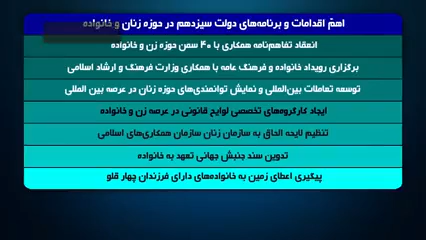 اهمّ اقدامات و برنامه‌های دولت سیزدهم در حوزه زنان و خانواده
انعقاد تفاهم‌نامه همکاری با ۴۰ سمن حوزه زن و خانواده
برگزاری رویداد خانواده و فرهنگ عامه با همکاری وزارت فرهنگ و ارشاد اسلامی
توسعه تعاملات بین‌المللی و نمایش توانمندی‌های حوزه زنان در عرصه بین المللی
ایجاد کارگروه‌های تخصصی لوایح قانونی در عرصه زن و خانواده
تنظیم لایحه الحاق به سازمان زنان سازمان همکاری‌های اسلامی
تدوین سند جنبش جهانی تعهد به خانواده
پیگیری اعطای زمین به خانواده‌های دارای فرزندان چهار قلو